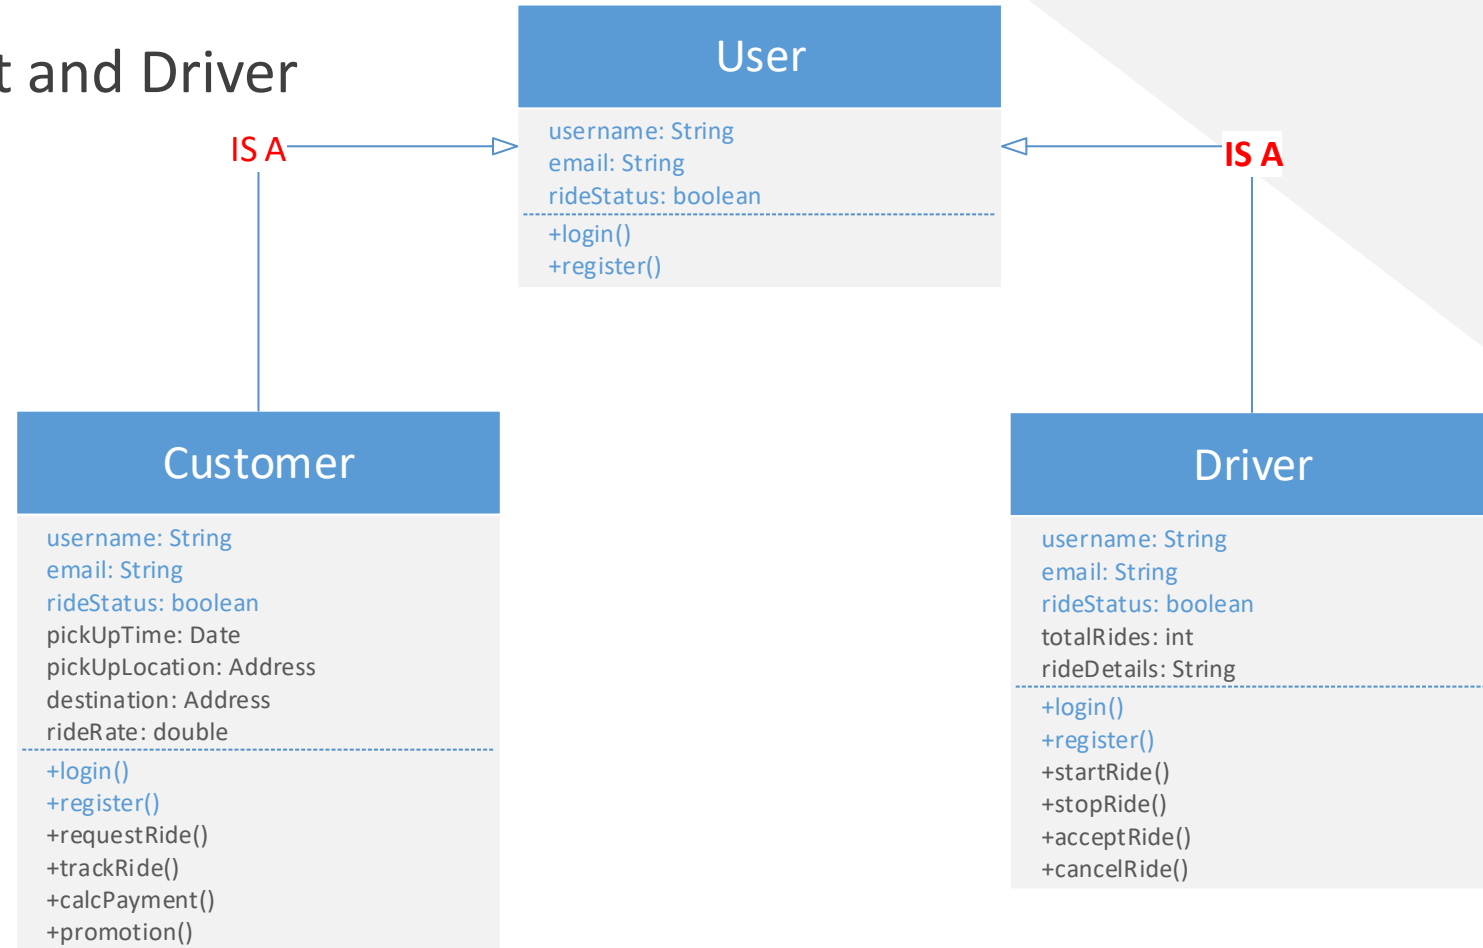 t and Driver
User
IS A
username: String
email: String
rideStatus: boolean
+login()
+register()
IS A
Customer
username: String
email: String
rideStatus: boolean
pickUpTime: Date
pickUpLocation: Address
destination: Address
rideRate: double
+login()
+register()
+requestRide()
+trackRide()
+calcPayment()
+promotion()
Driver
username: String
email: String
rideStatus: boolean
totalRides: int
rideDetails: String
+login()
+register()
+startRide()
+stopRide()
+acceptRide()
+cancelRide()